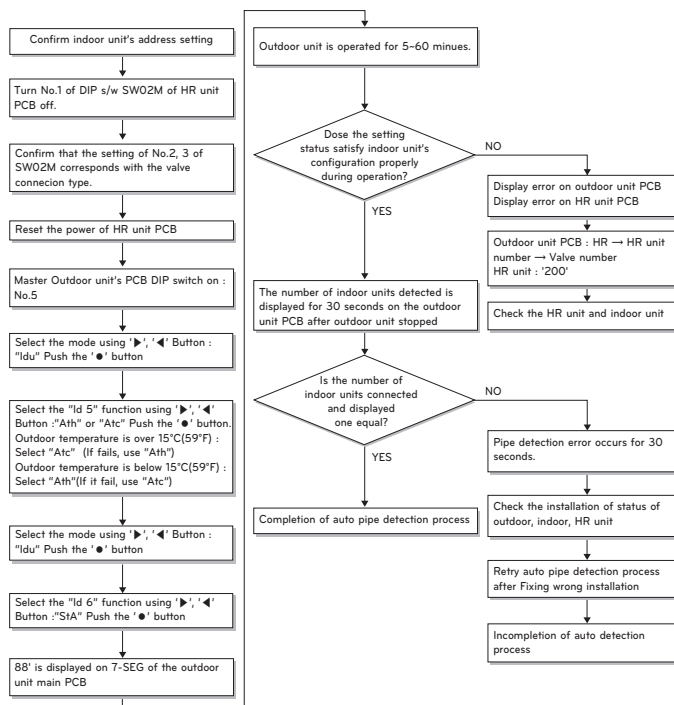 Confirm indoor unit's address setting
Turn No.1 of DIP s/w SW02M of HR unit
PCB off.
Confirm that the setting of No.2, 3 of
SW02M corresponds with the valve
connecion type.
Reset the power of HR unit PCB
Master Outdoor unit's PCB DIP switch on :
No.5
Select the mode using '▶', '◀' Button :
"Idu" Push the '●' button
Select the "Id 5" function using '▶', '◀'
Button :"Ath" or "Atc" Push the '●' button.
Outdoor temperature is over 15°C(59°F) :
Select "Atc" (If fails, use "Ath")
Outdoor temperature is below 15°C(59°F) :
Select "Ath"(If it fail, use "Atc")
Select the mode using '▶', '◀' Button :
"Idu" Push the '●' button
Select the "Id 6" function using '▶', '◀'
Button :"StA" Push the '●' button
88' is displayed on 7-SEG of the outdoor
unit main PCB
Outdoor unit is operated for 5~60 minues.
Dose the setting
status satisfy indoor unit's
configuration properly
during operation?
NO
YES
Display error on outdoor unit PCB
Display error on HR unit PCB
Outdoor unit PCB : HR → HR unit
number → Valve number
HR unit : '200'
Check the HR unit and indoor unit
The number of indoor units detected is
displayed for 30 seconds on the outdoor
unit PCB after outdoor unit stopped
Is the number of
indoor units connected
and displayed
one equal?
NO
YES
Completion of auto pipe detection process
Pipe detection error occurs for 30
seconds.
Check the installation of status of
outdoor, indoor, HR unit
Retry auto pipe detection process
after Fixing wrong installation
Incompletion of auto detection
process